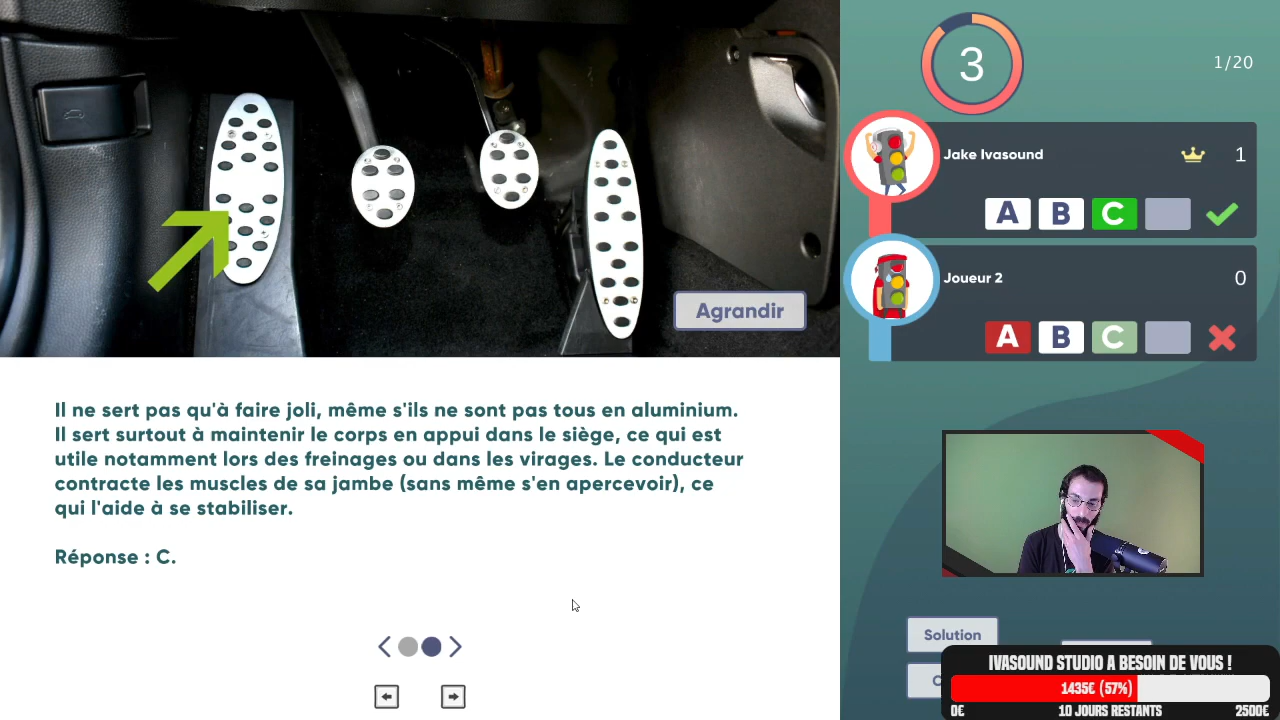 Agrandir
Il ne sert pas qu'à faire joli, même s'ils ne sont pas tous en aluminium.
Il sert surtout à maintenir le corps en appui dans le siège, ce qui est
utile notamment lors des freinages ou dans les virages. Le conducteur
contracte les muscles de sa jambe (sans même s'en apercevoir), ce
qui l'aide à se stabiliser.
Réponse : C.
3
1/20
Jake Ivasound
1
A B C
Joueur 2
0
A B C
Solution
IVASOUND STUDIO A BESOIN DE VOUS !
1435€ (57%)
0€ 10 JOURS RESTANTS 2500€